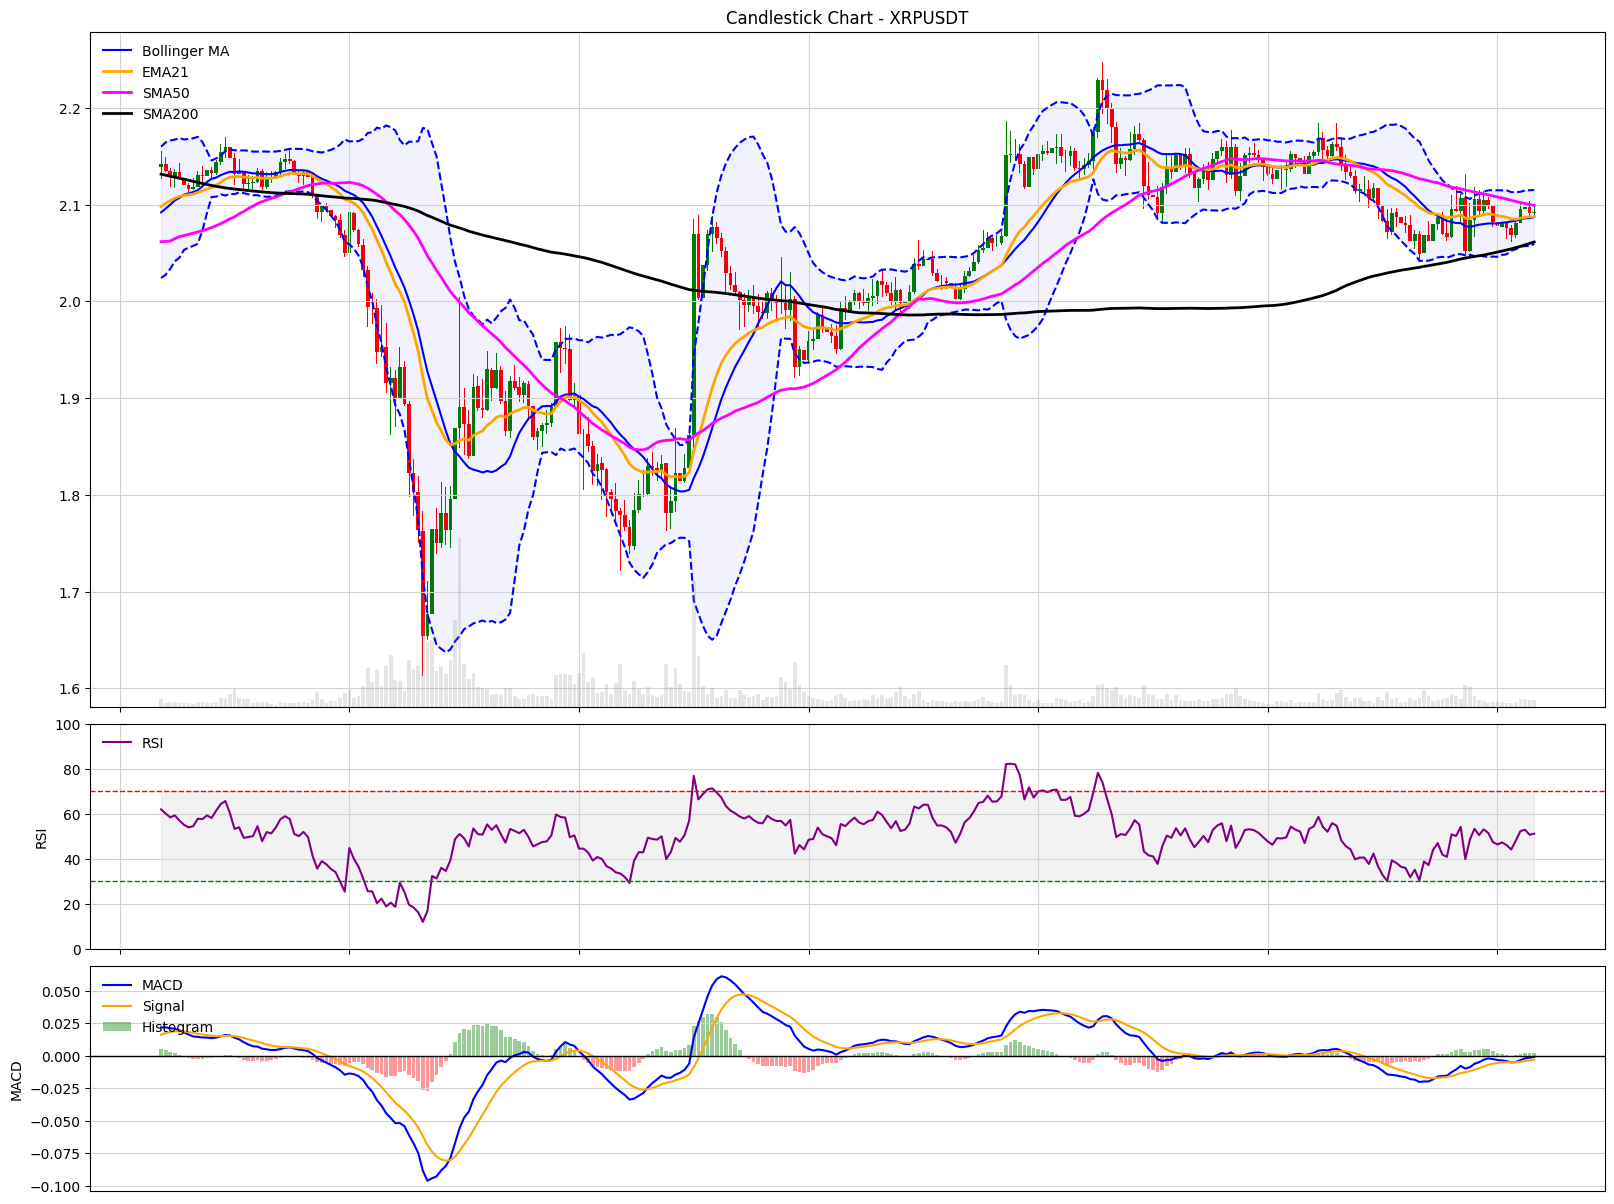 Candlestick Chart - XRPUSDT
Bollinger MA
EMA21
SMA50
SMA200
2.2
2.1
2.0
1.9
1.8
1.7
1.6
RSI
100
80
60
40
20
0
RSI
MACD
Signal
Histogram
0.050
0.025
0.000
−0.025
−0.050
−0.075
−0.100
MACD